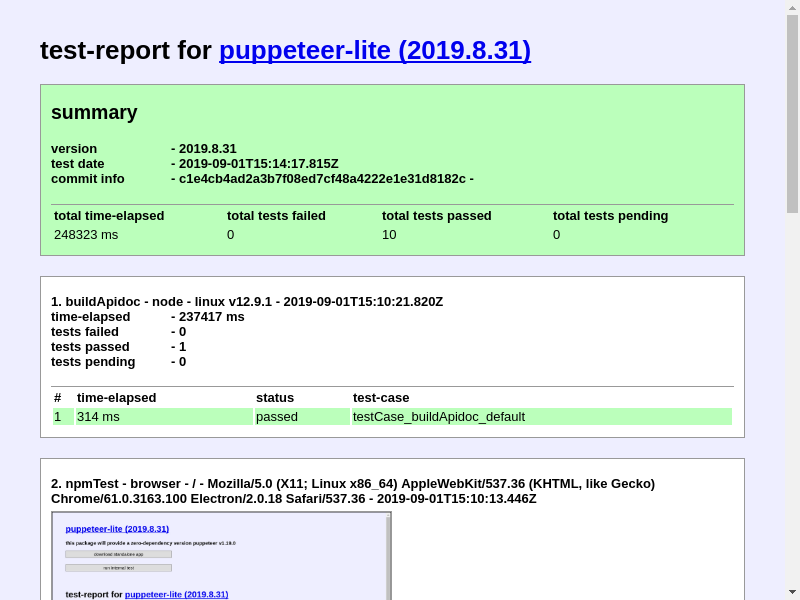 test-report for puppeteer-lite (2019.8.31)
summary
version - 2019.8.31
test date - 2019-09-01T15:14:17.815Z
commit info - c1e4cb4ad2a3b7f08ed7cf48a4222e1e31d8182c -
total time-elapsed total tests failed total tests passed total tests pending
248323 ms 0 10 0
1. buildApidoc - node - linux v12.9.1 - 2019-09-01T15:10:21.820Z
time-elapsed - 237417 ms
tests failed - 0
tests passed - 1
tests pending - 0
# time-elapsed status test-case
1 314 ms passed testCase_buildApidoc_default
2. npmTest - browser - / - Mozilla/5.0 (X11; Linux x86_64) AppleWebKit/537.36 (KHTML, like Gecko)
Chrome/61.0.3163.100 Electron/2.0.18 Safari/537.36 - 2019-09-01T15:10:13.446Z
puppeteer-lite (2019.8.31)
this package will provide a zero-dependency version puppeteer v1.19.0
download standalone app
run internal test
test-report for puppeteer-lite (2019.8.31)